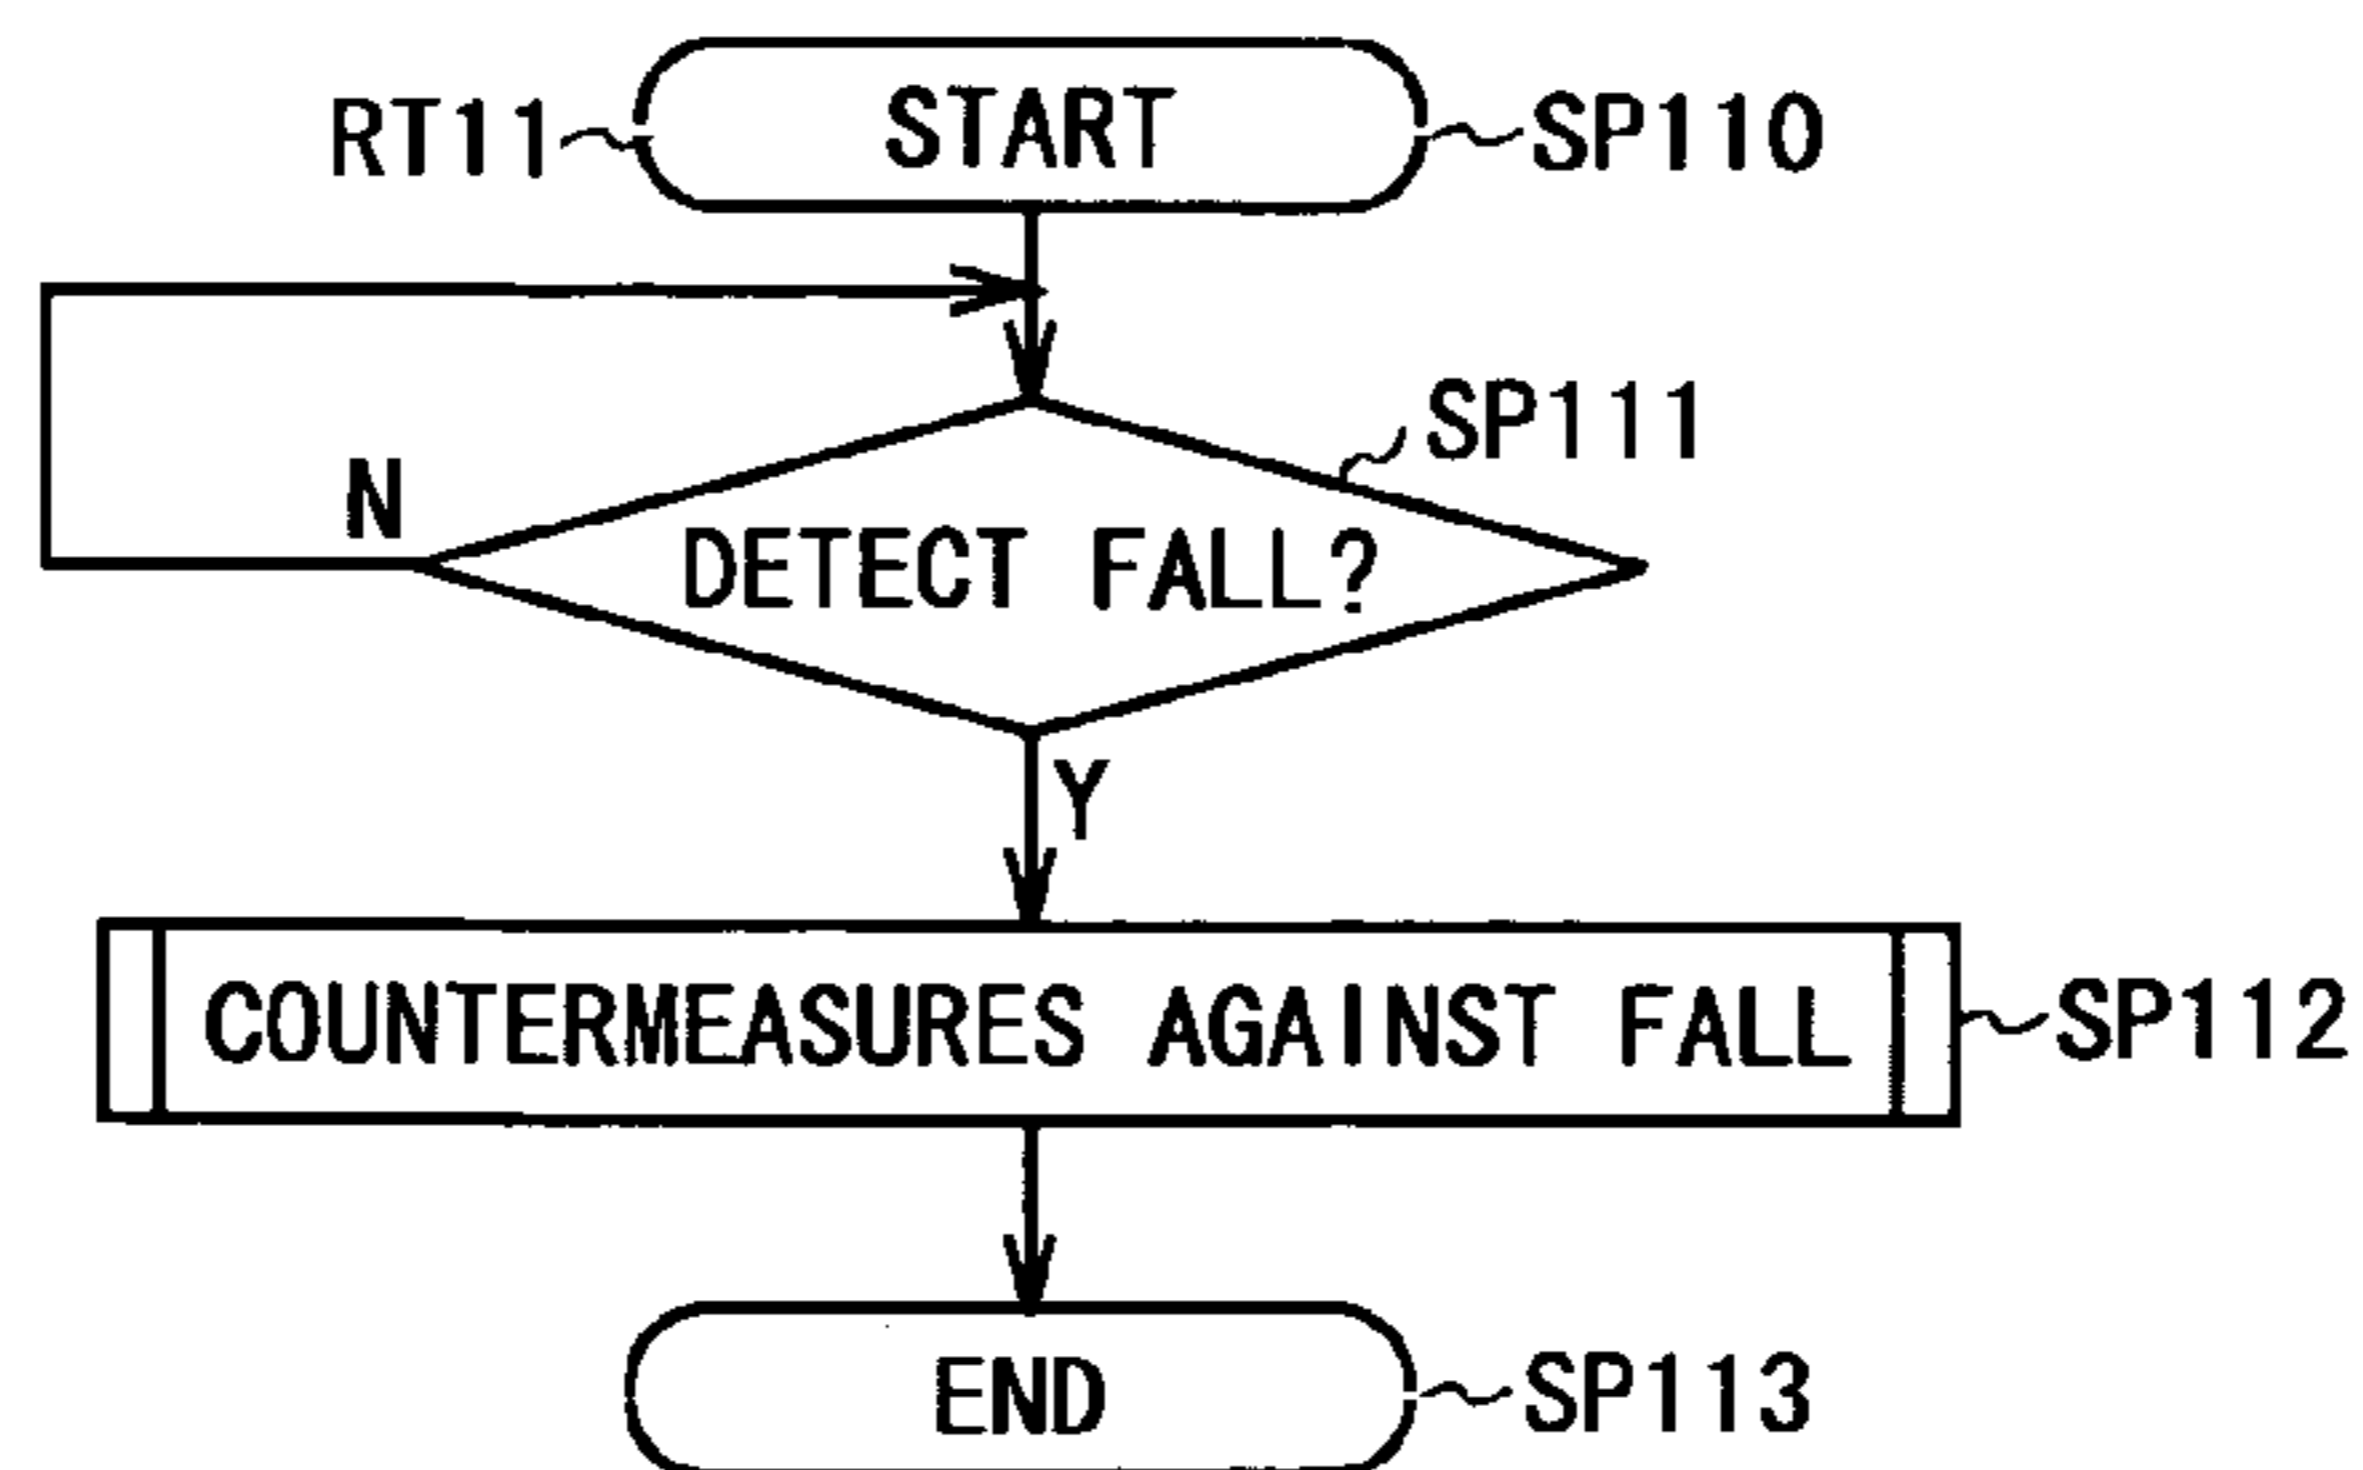 RT11 START SP110
SP111
N
DETECT FALL?
Y
COUNTERMEASURES AGAINST FALL SP112
END SP113